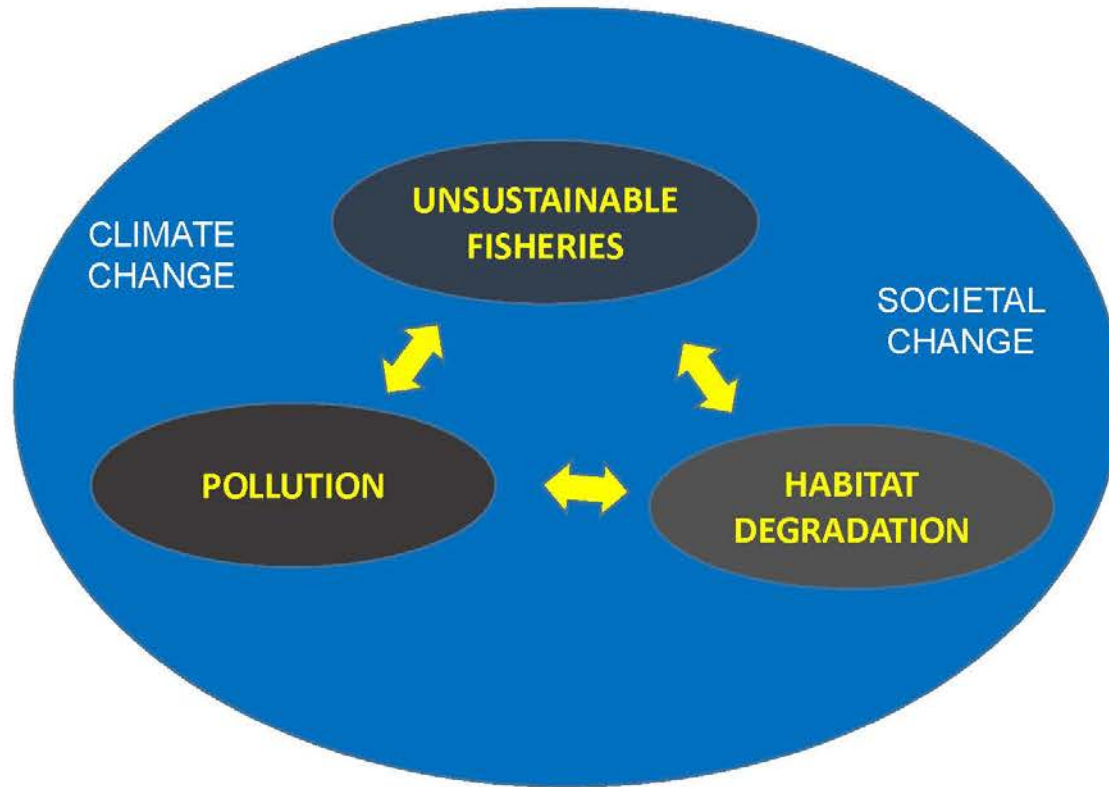 UNSUSTAINABLE
FISHERIES
CLIMATE
CHANGE
SOCIETAL
CHANGE
POLLUTION
HABITAT
DEGRADATION